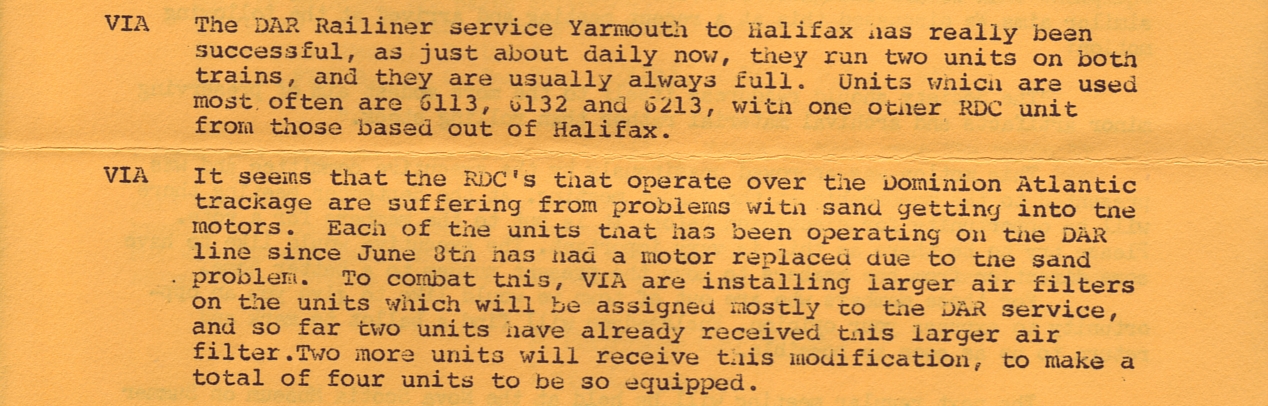 VIA The DAR Railiner service Yarmouth to Halifax has really been
successful, as just about daily now, they run two units on both
trains, and they are usually always full. Units which are used
most often are 6113, 6132 and 6213, with one other RDC unit
from those based out of Halifax.
VIA It seems that the RDC's that operate over the Dominion Atlantic
trackage are suffering from problems with sand getting into the
motors. Each of the units that has been operating on the DAR
line since June 8th has had a motor replaced due to the sand
problem. To combat this, VIA are installing larger air filters
on the units which will be assigned mostly to the DAR service,
and so far two units have already received this larger air
filter.Two more units will receive this modification, to make a
total of four units to be so equipped.